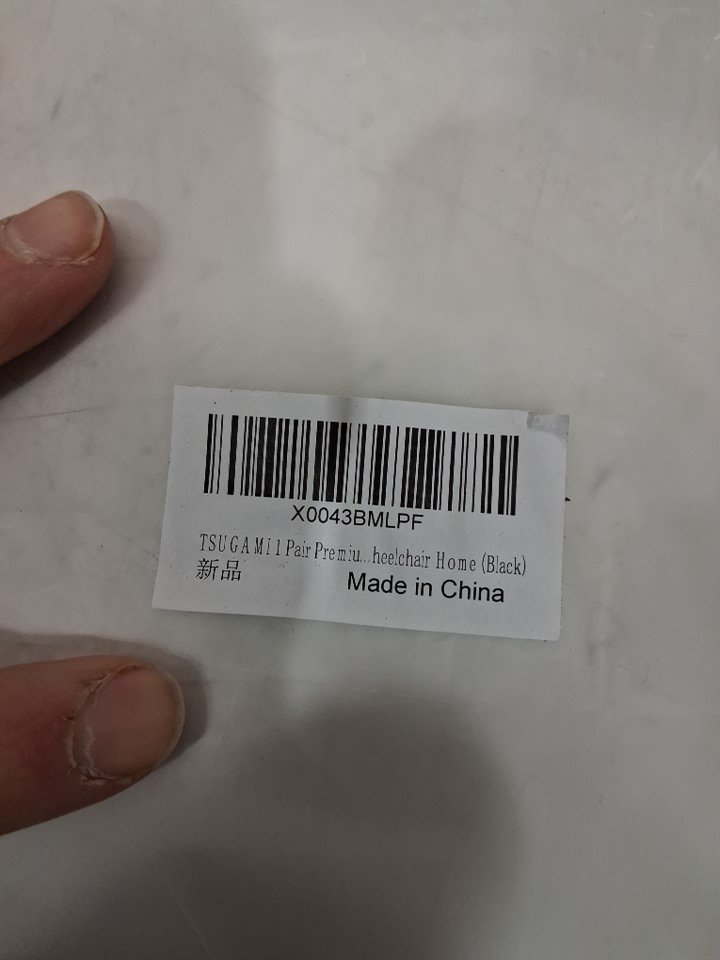 X0043BMLPF
TSUGAMI 1 Pair Premiu...heelchair Home (Black)
新品
Made in China